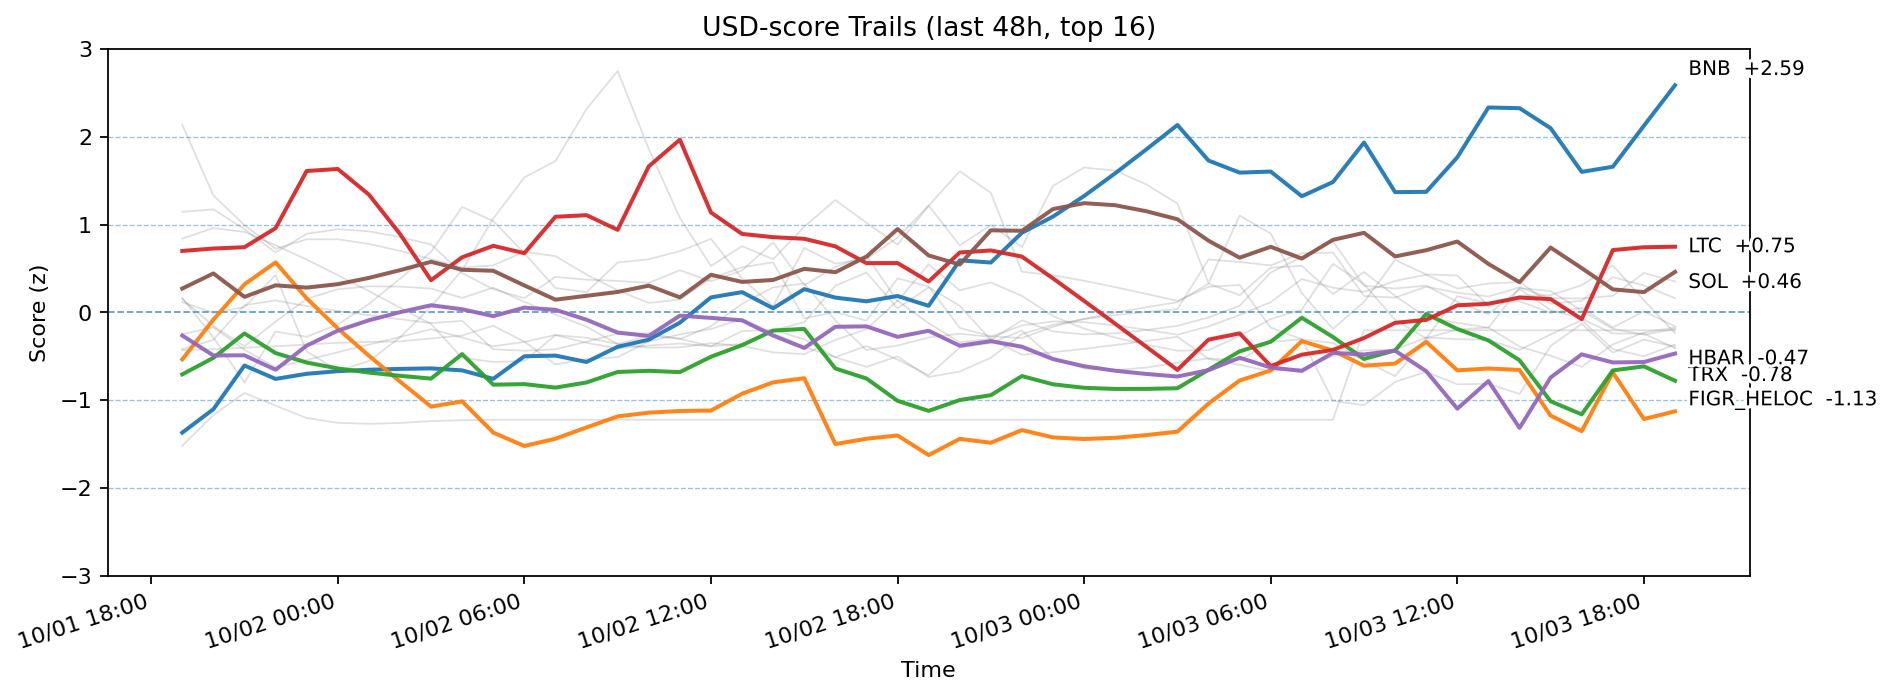 USD-score Trails (last 48h, top 16)
Score (z)
3
2
1
0
−1
−2
−3
BNB +2.59
LTC +0.75
SOL +0.46
HBAR -0.47
TRX -0.78
FIGR_HELOC -1.13
10/01 18:00
10/02 00:00
10/02 06:00
10/02 12:00
10/02 18:00
10/03 00:00
10/03 06:00
10/03 12:00
10/03 18:00
Time